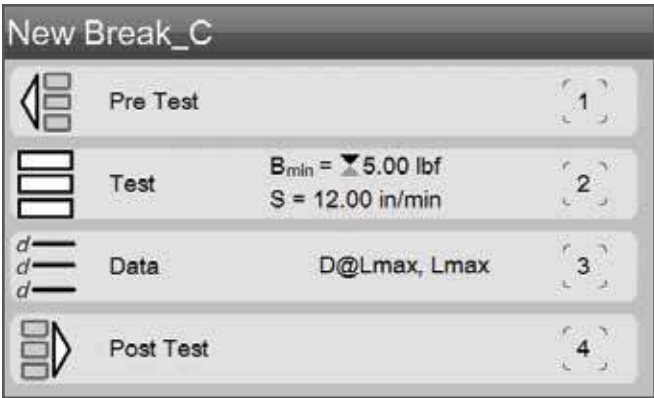 New Break_C
Pre Test 1
Test Bmin = 5.00 lbf 2
S = 12.00 in/min
d
d Data D@Lmax, Lmax 3
d
Post Test 4